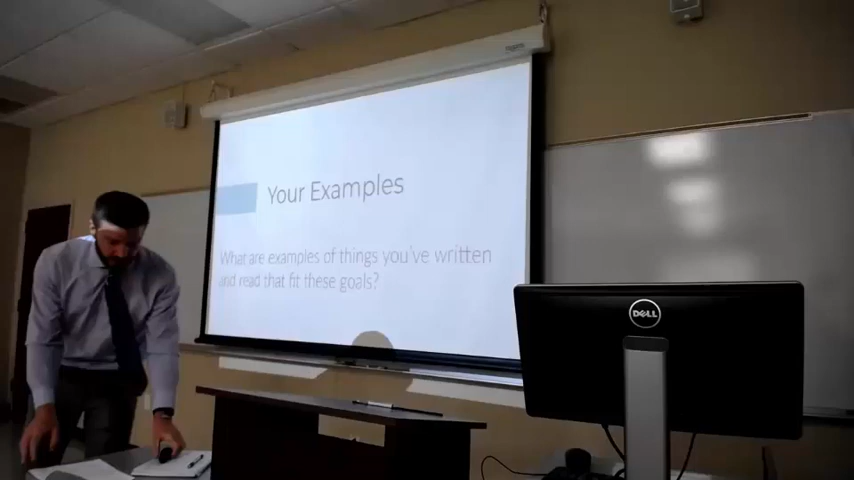 Your Examples
What are examples of things you've written
and read that fit these goals?
DELL